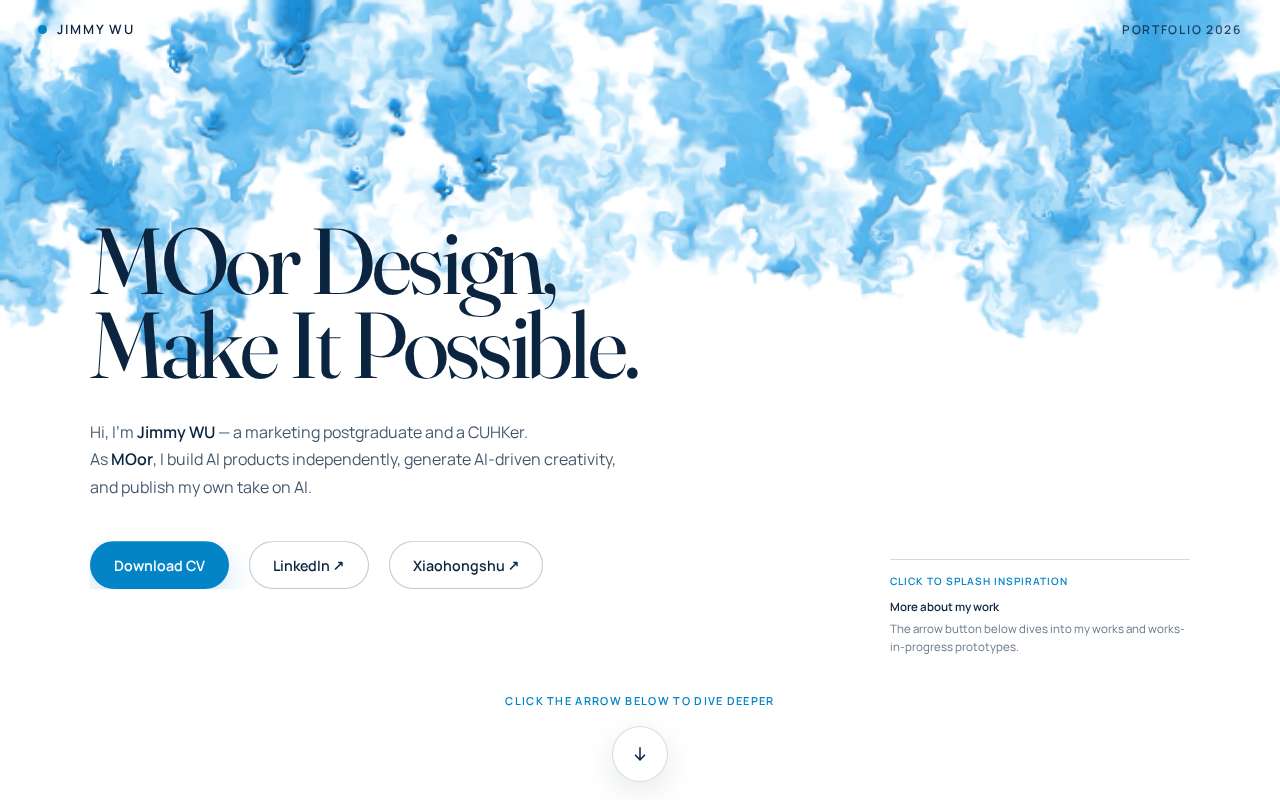 JIMMY WU
PORTFOLIO 2026
MOor Design,
Make It Possible.
Hi, I'm Jimmy WU — a marketing postgraduate and a CUHKer.
As MOor, I build AI products independently, generate AI-driven creativity,
and publish my own take on AI.
Download CV
LinkedIn ↗
Xiaohongshu ↗
CLICK TO SPLASH INSPIRATION
More about my work
The arrow button below dives into my works and works-
in-progress prototypes.
CLICK THE ARROW BELOW TO DIVE DEEPER